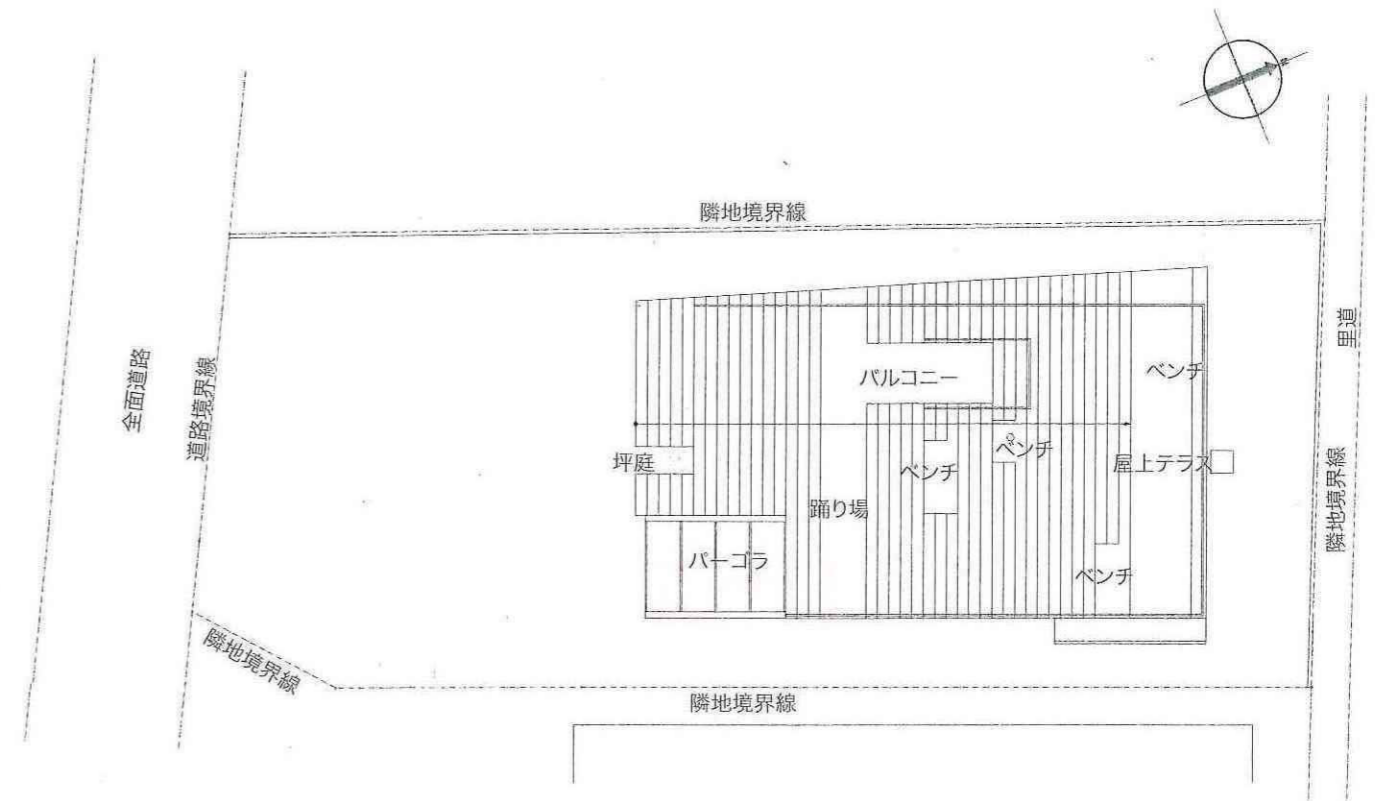 隣地境界線
里道
全面道路
道路境界線
バルコニー
ベンチ
坪庭
ベンチ
ベンチ
屋上テラス
踊り場
パーゴラ
ベンチ
隣地境界線
隣地境界線
隣地境界線